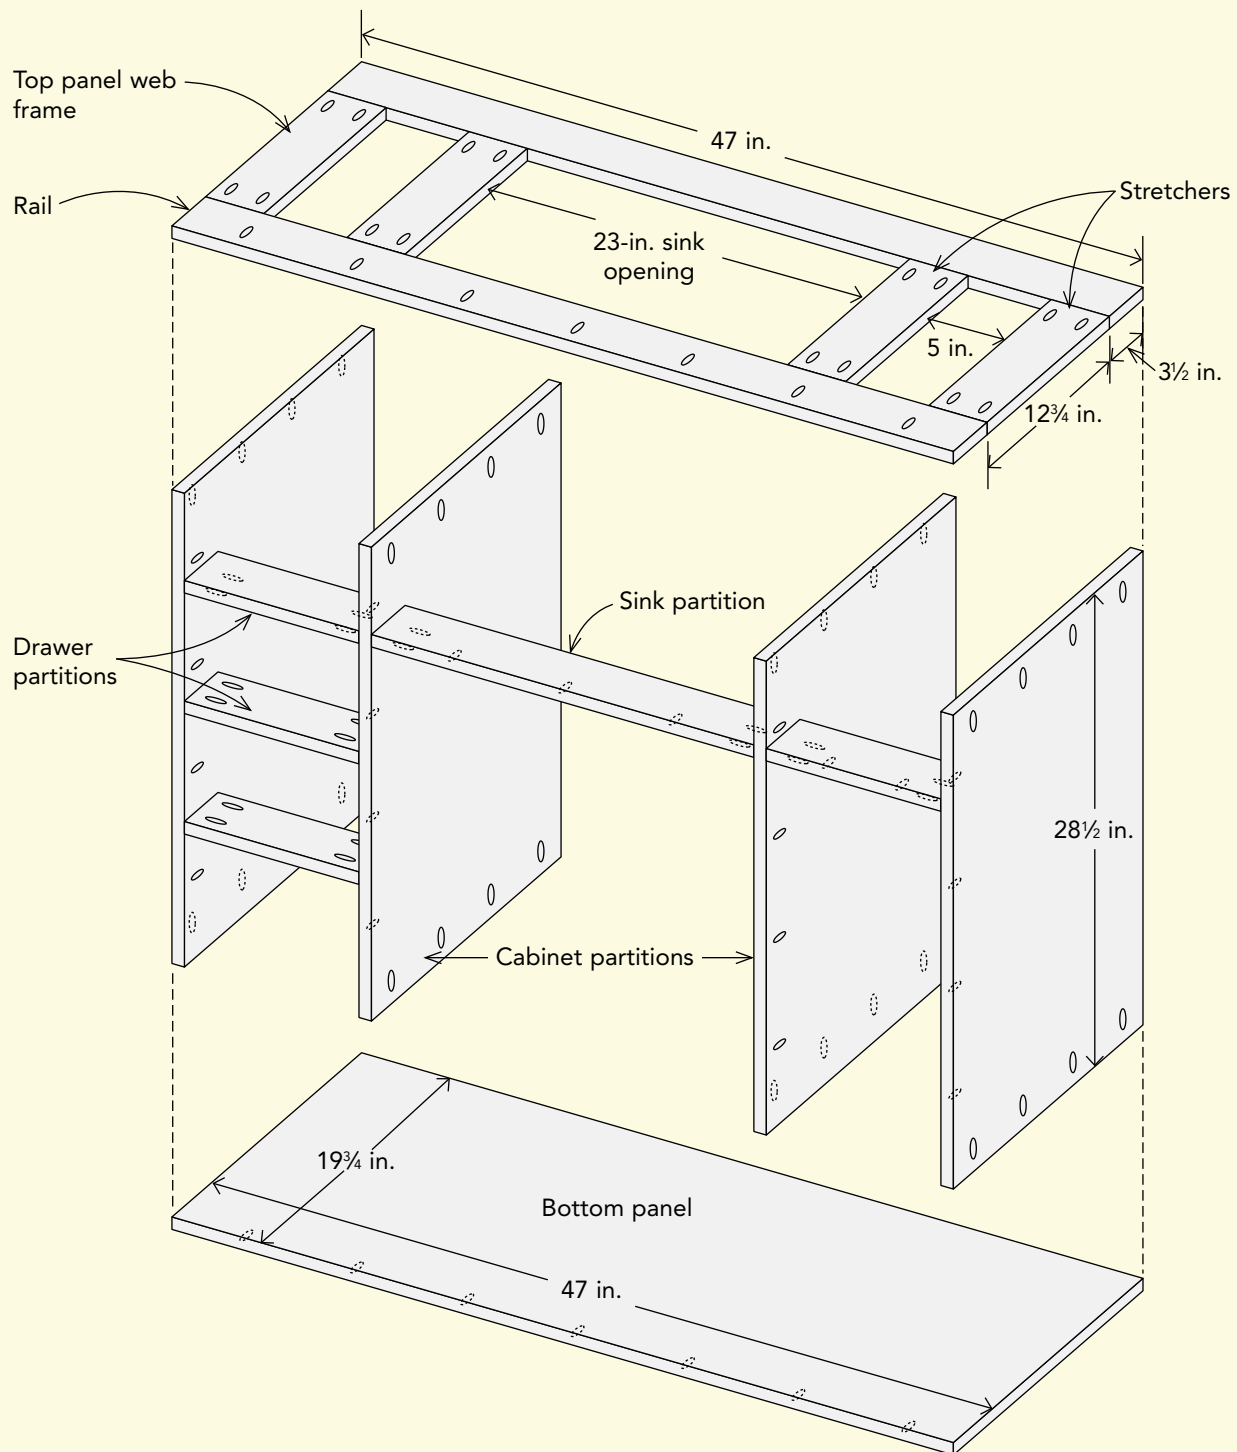 Top panel web
frame
47 in.
Rail
Stretchers
23-in. sink
opening
5 in.
3½ in.
12¾ in.
Sink partition
Drawer
partitions
28½ in.
Cabinet partitions
19¾ in.
Bottom panel
47 in.